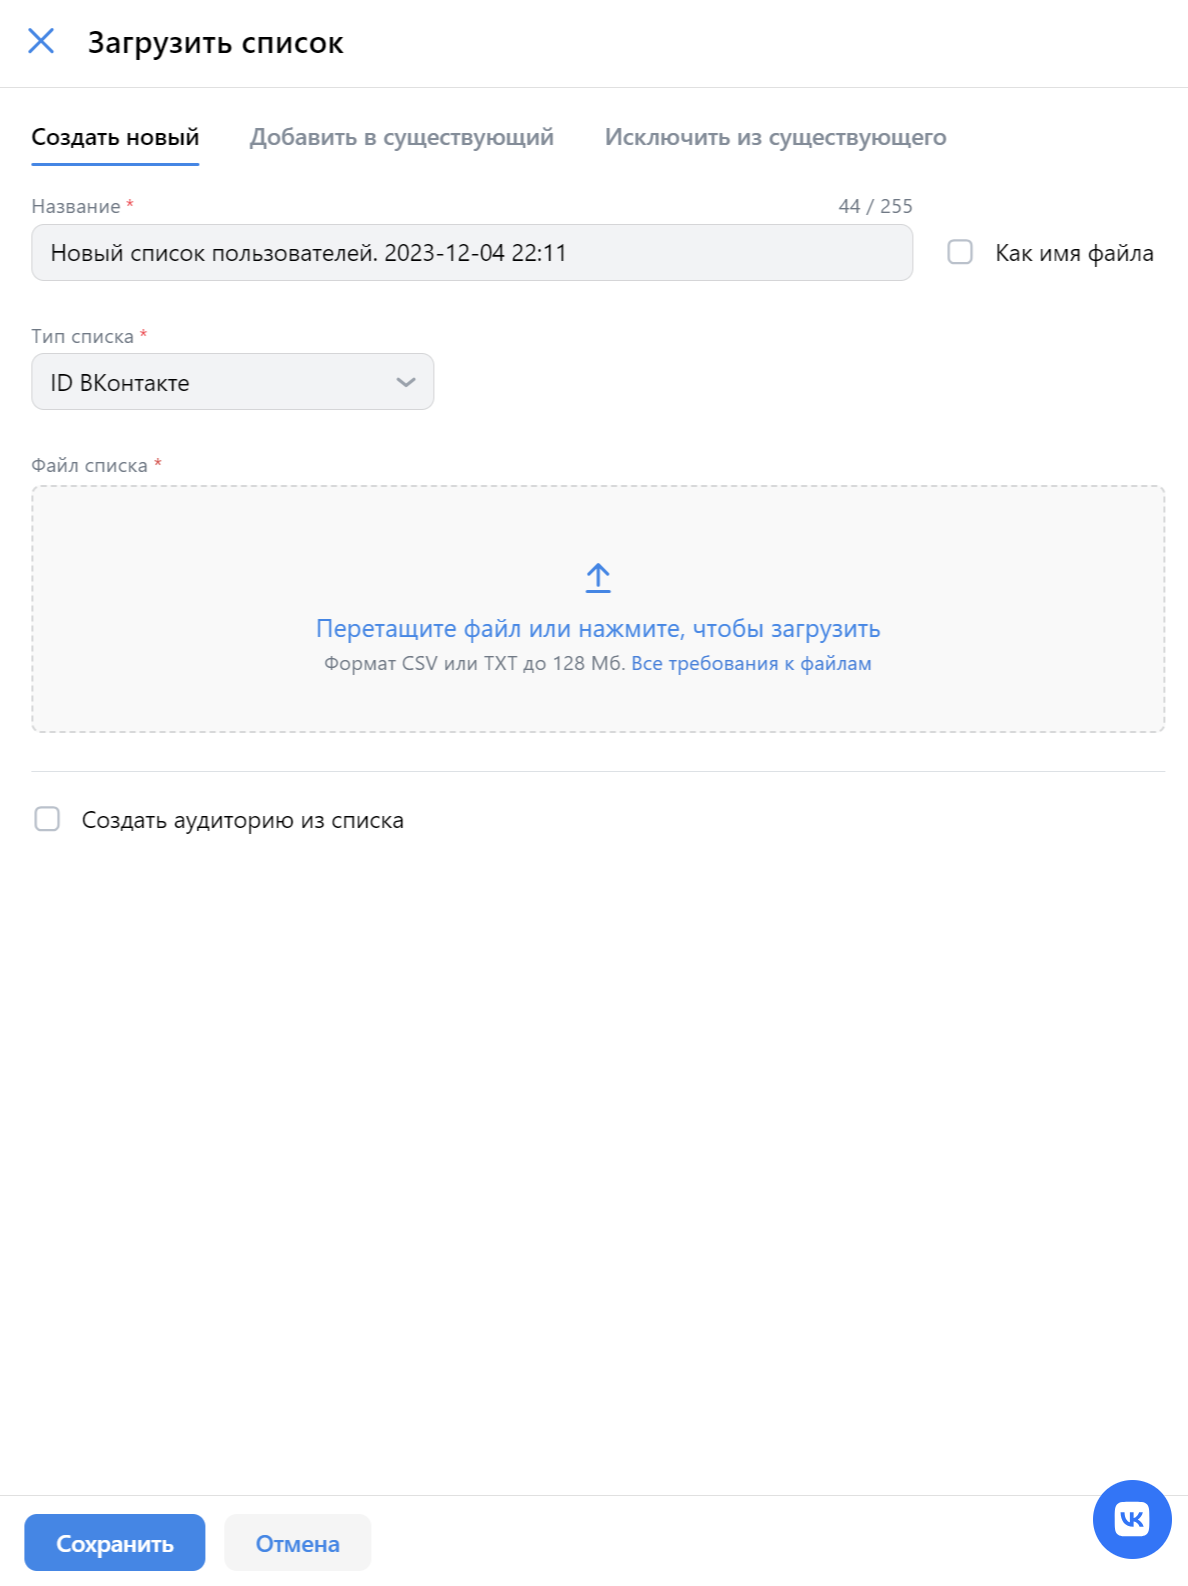 Загрузить список
Создать новый Добавить в существующий Исключить из существующего
Название * 44 / 255
Новый список пользователей. 2023-12-04 22:11 Как имя файла
Тип списка *
ID ВКонтакте
Файл списка *
Перетащите файл или нажмите, чтобы загрузить
Формат CSV или TXT до 128 Мб. Все требования к файлам
Создать аудиторию из списка
Сохранить Отмена
VK